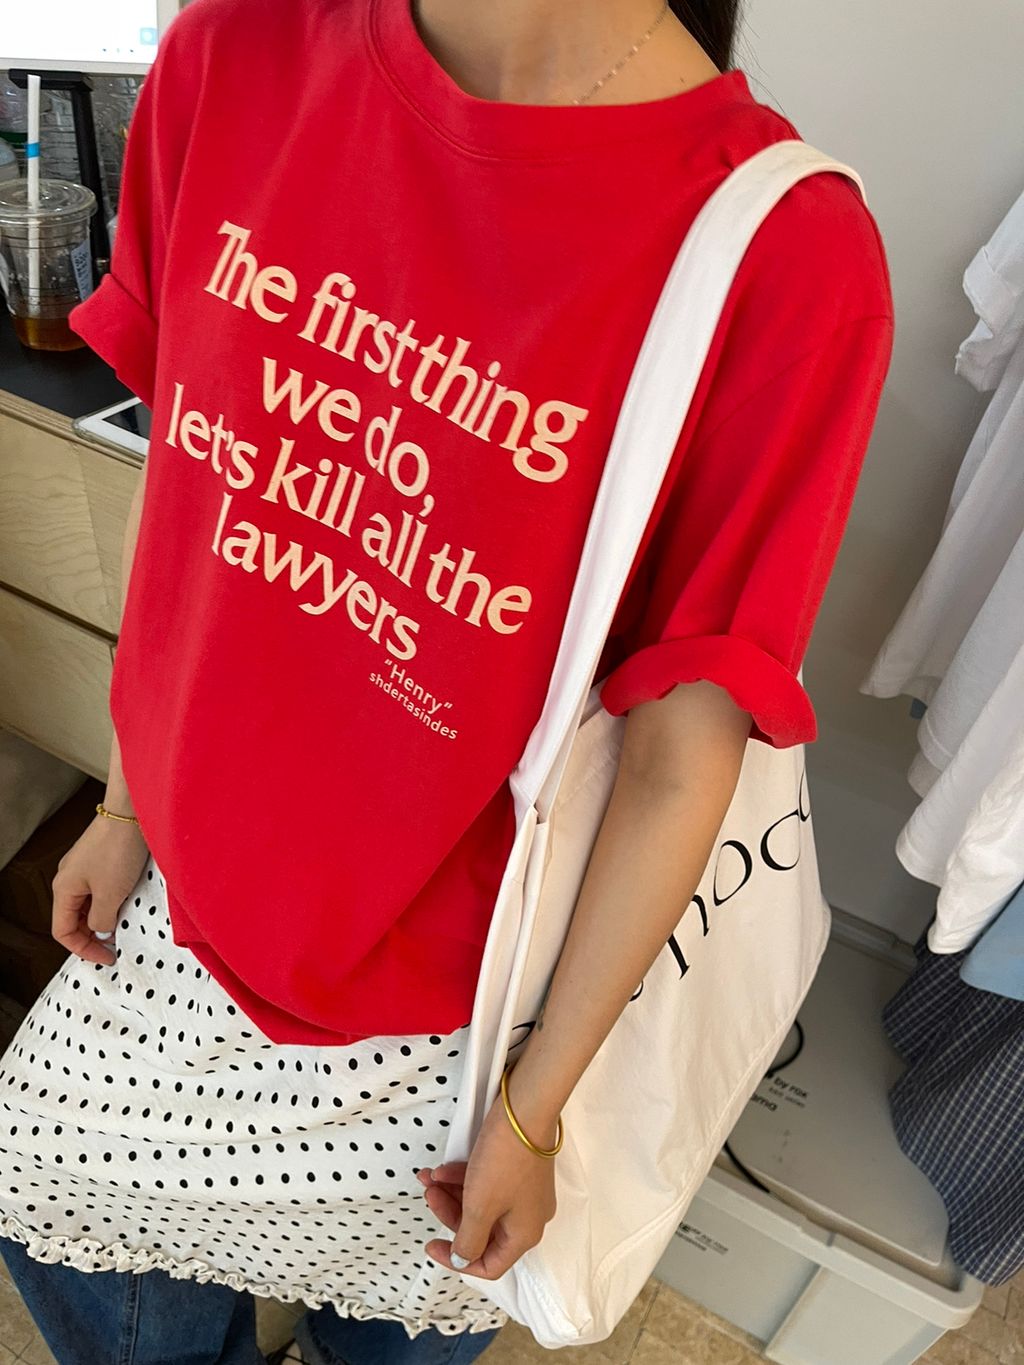 The first thing
we do,
let's kill all the
lawyers
"Henry"
shdertasindes